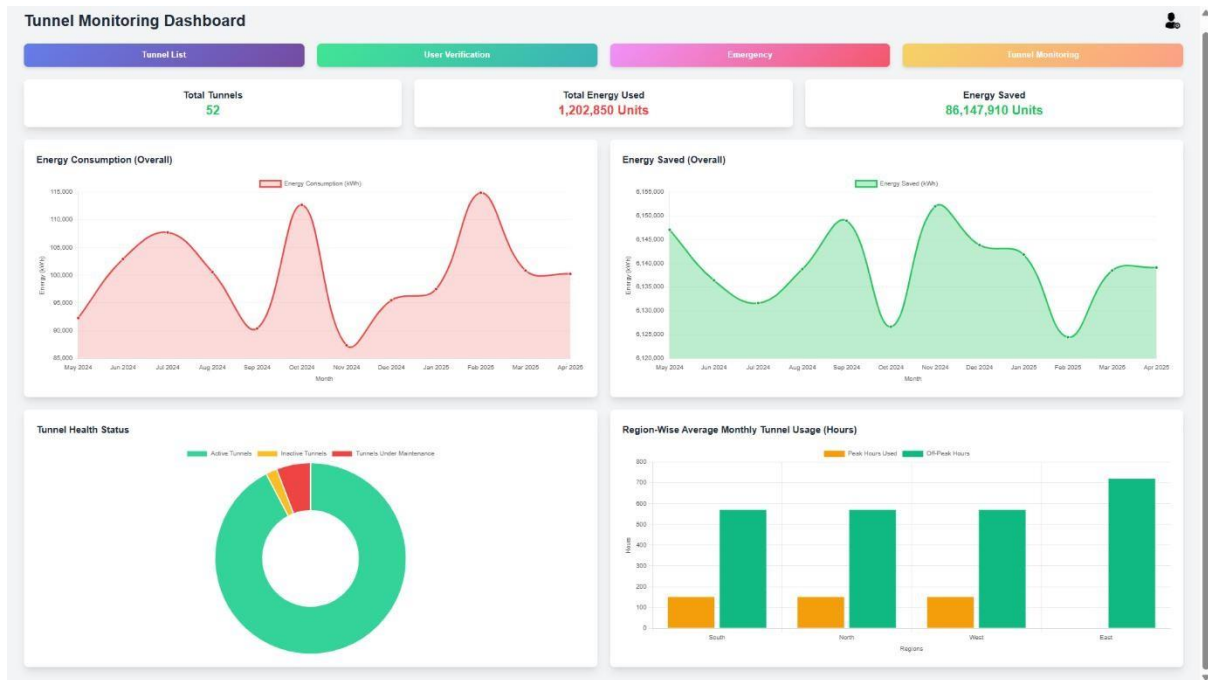 Tunnel Monitoring Dashboard
Tunnel List
User Verification
Emergency
Tunnel Monitoring
Total Tunnels
52
Total Energy Used
1,202,850 Units
Energy Saved
86,147,910 Units
Energy Consumption (Overall)
Energy Consumption (kWh)
115,000
110,000
105,000
100,000
95,000
90,000
85,000
Energy (kWh)
May 2024 Jun 2024 Jul 2024 Aug 2024 Sep 2024 Oct 2024 Nov 2024 Dec 2024 Jan 2025 Feb 2025 Mar 2025 Apr 2025
Month
Energy Saved (Overall)
Energy Saved (kWh)
6,155,000
6,150,000
6,145,000
6,140,000
6,135,000
6,130,000
6,125,000
6,120,000
Energy (kWh)
May 2024 Jun 2024 Jul 2024 Aug 2024 Sep 2024 Oct 2024 Nov 2024 Dec 2024 Jan 2025 Feb 2025 Mar 2025 Apr 2025
Month
Tunnel Health Status
Active Tunnels Inactive Tunnels Tunnels Under Maintenance
Region-Wise Average Monthly Tunnel Usage (Hours)
Peak Hours Used Off-Peak Hours
800
700
600
500
400
300
200
100
0
Hours
South North West East
Regions